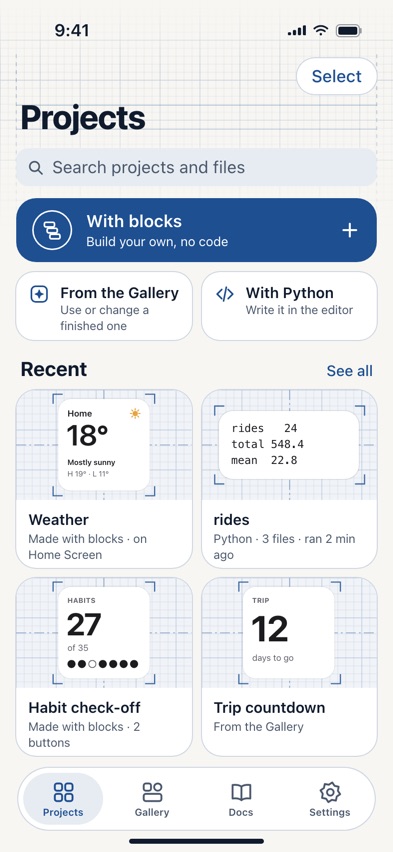 9:41
Select
Projects
Search projects and files
With blocks
Build your own, no code
From the Gallery
Use or change a
finished one
With Python
Write it in the editor
Recent
See all
Home
18°
Mostly sunny
H 19° · L 11°
Weather
Made with blocks · on
Home Screen
rides 24
total 548.4
mean 22.8
rides
Python · 3 files · ran 2 min
ago
HABITS
27
of 35
Habit check-off
Made with blocks · 2
buttons
TRIP
12
days to go
Trip countdown
From the Gallery
Projects
Gallery
Docs
Settings